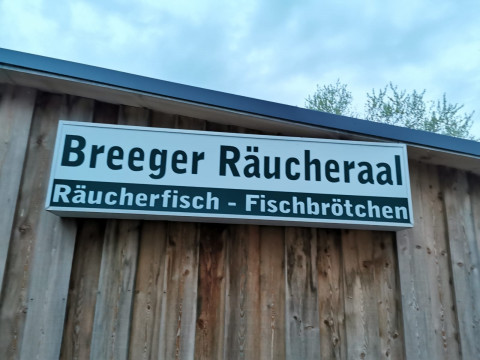 Breeger Räucheraal
Räucherfisch - Fischbrötchen